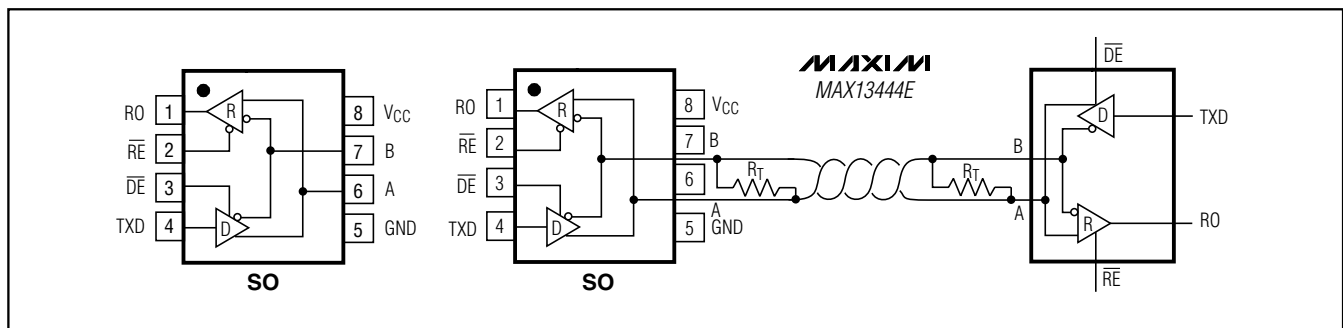 RO 1
RE 2
DE 3
TXD 4
R
D
8 VCC
7 B
6 A
5 GND
SO
RO 1
RE 2
DE 3
TXD 4
R
D
8 VCC
7 B
6 A
5 GND
SO
MAXIM
MAX13444E
RT
RT
DE
B
A
D
R
TXD
RO
RE